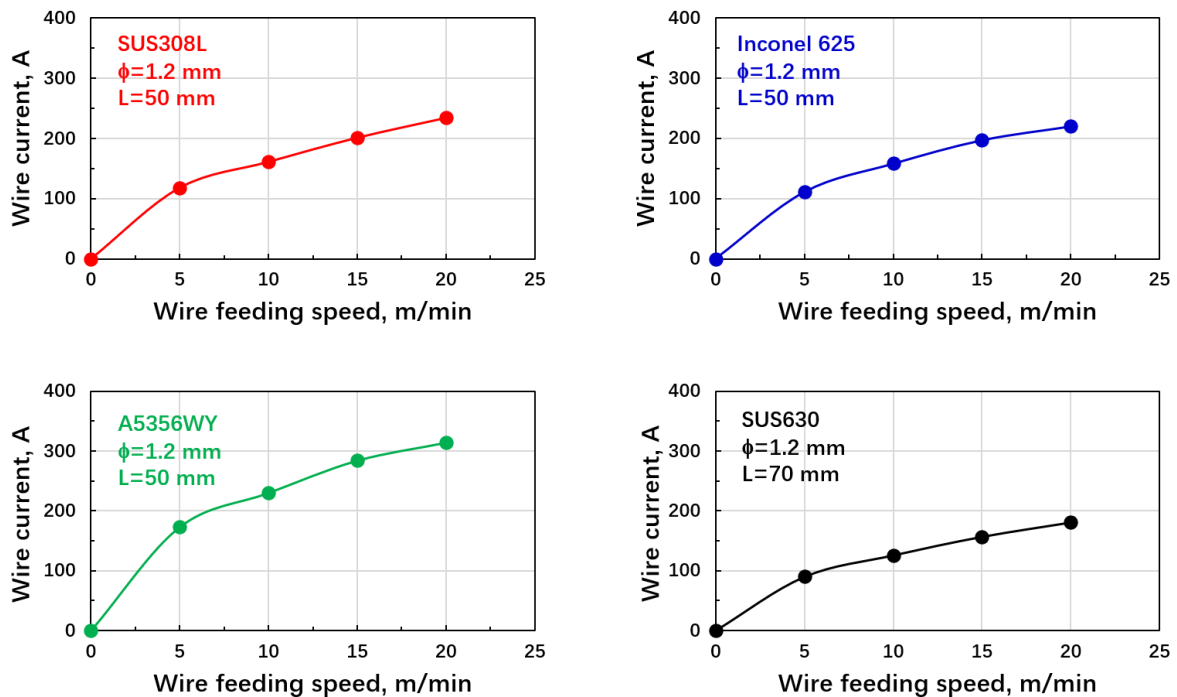 400
300
200
100
0
Wire current, A
SUS308L
ϕ=1.2 mm
L=50 mm
0 5 10 15 20 25
Wire feeding speed, m/min
400
300
200
100
0
Wire current, A
Inconel 625
ϕ=1.2 mm
L=50 mm
0 5 10 15 20 25
Wire feeding speed, m/min
400
300
200
100
0
Wire current, A
A5356WY
ϕ=1.2 mm
L=50 mm
0 5 10 15 20 25
Wire feeding speed, m/min
400
300
200
100
0
Wire current, A
SUS630
ϕ=1.2 mm
L=70 mm
0 5 10 15 20 25
Wire feeding speed, m/min